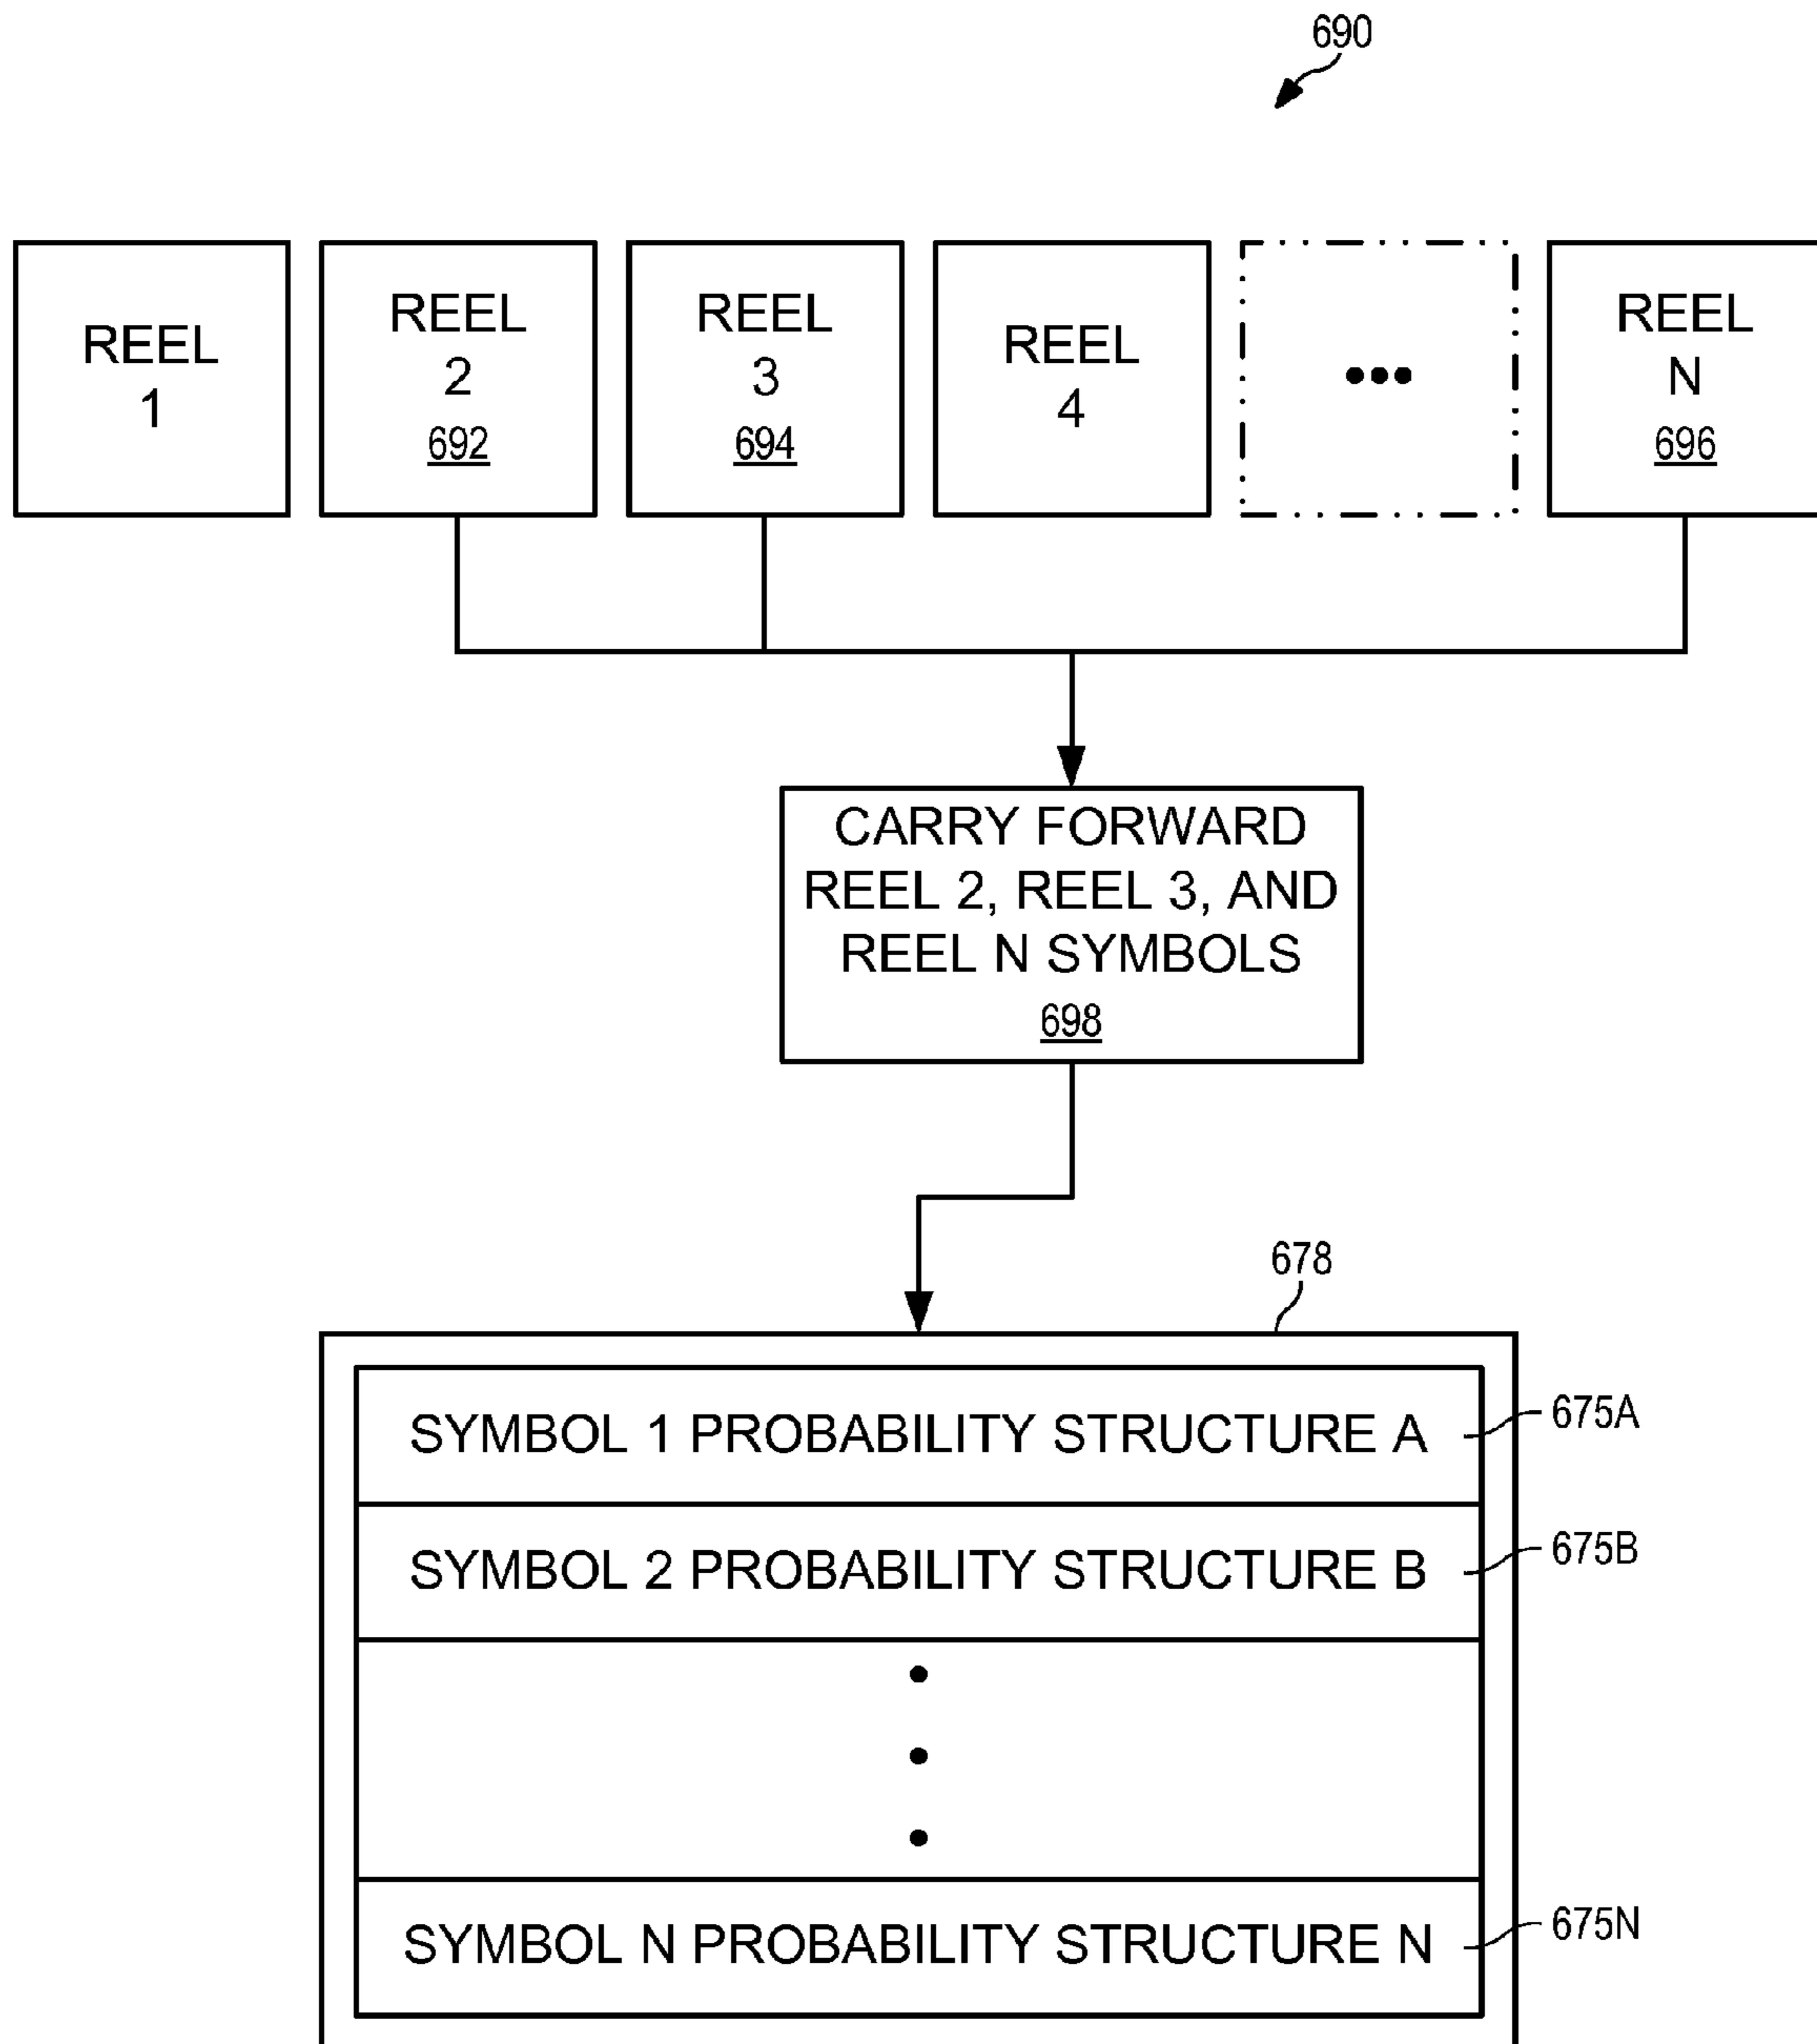 690
REEL
1
REEL
2
692
REEL
3
694
REEL
4
•••
REEL
N
696
CARRY FORWARD
REEL 2, REEL 3, AND
REEL N SYMBOLS
698
678
SYMBOL 1 PROBABILITY STRUCTURE A
675A
SYMBOL 2 PROBABILITY STRUCTURE B
675B
•
•
•
SYMBOL N PROBABILITY STRUCTURE N
675N